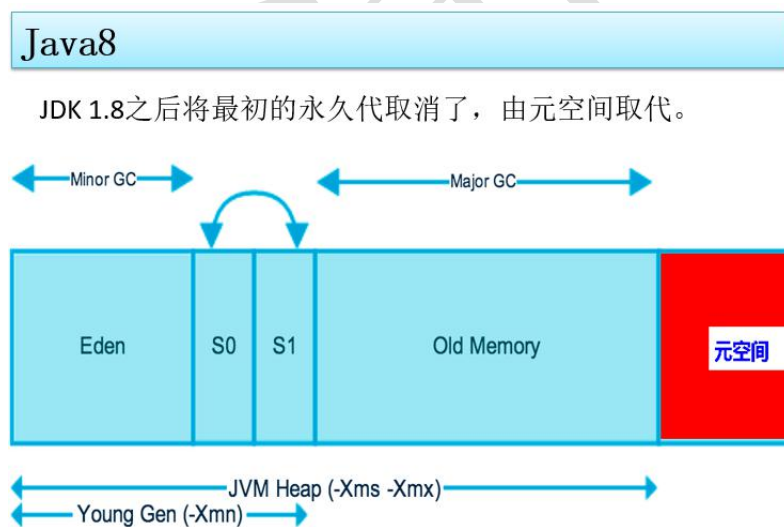 Java8
JDK 1.8之后将最初的永久代取消了，由元空间取代。
Minor GC
Major GC
Eden
S0
S1
Old Memory
元空间
JVM Heap (-Xms -Xmx)
Young Gen (-Xmn)